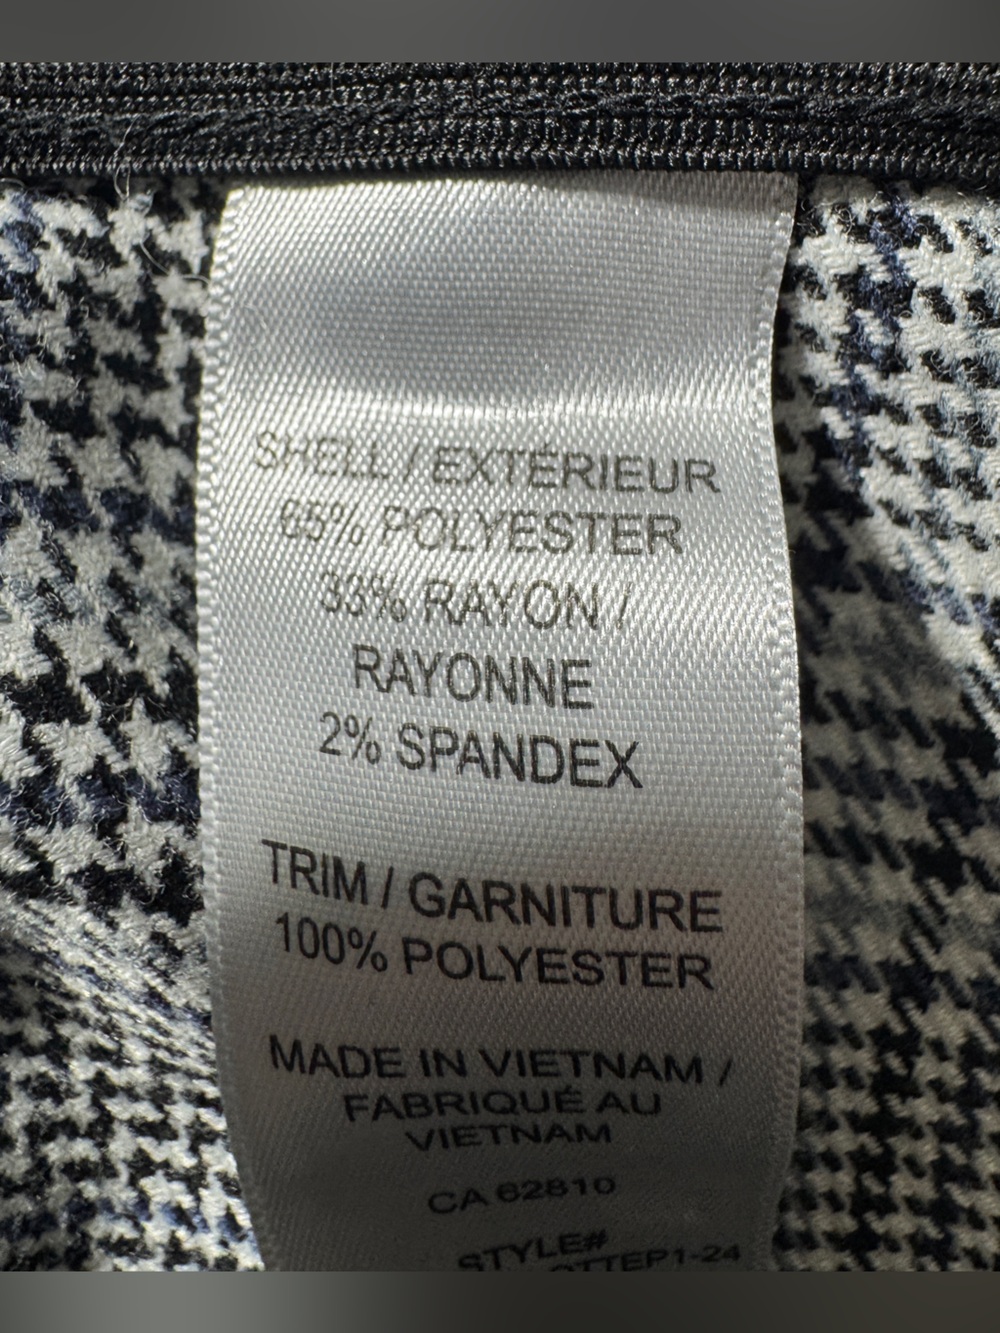 SHELL / EXTÉRIEUR
65% POLYESTER
33% RAYON /
RAYONNE
2% SPANDEX
TRIM / GARNITURE
100% POLYESTER
MADE IN VIETNAM /
FABRIQUÉ AU
VIETNAM
CA 62810
STYLE#